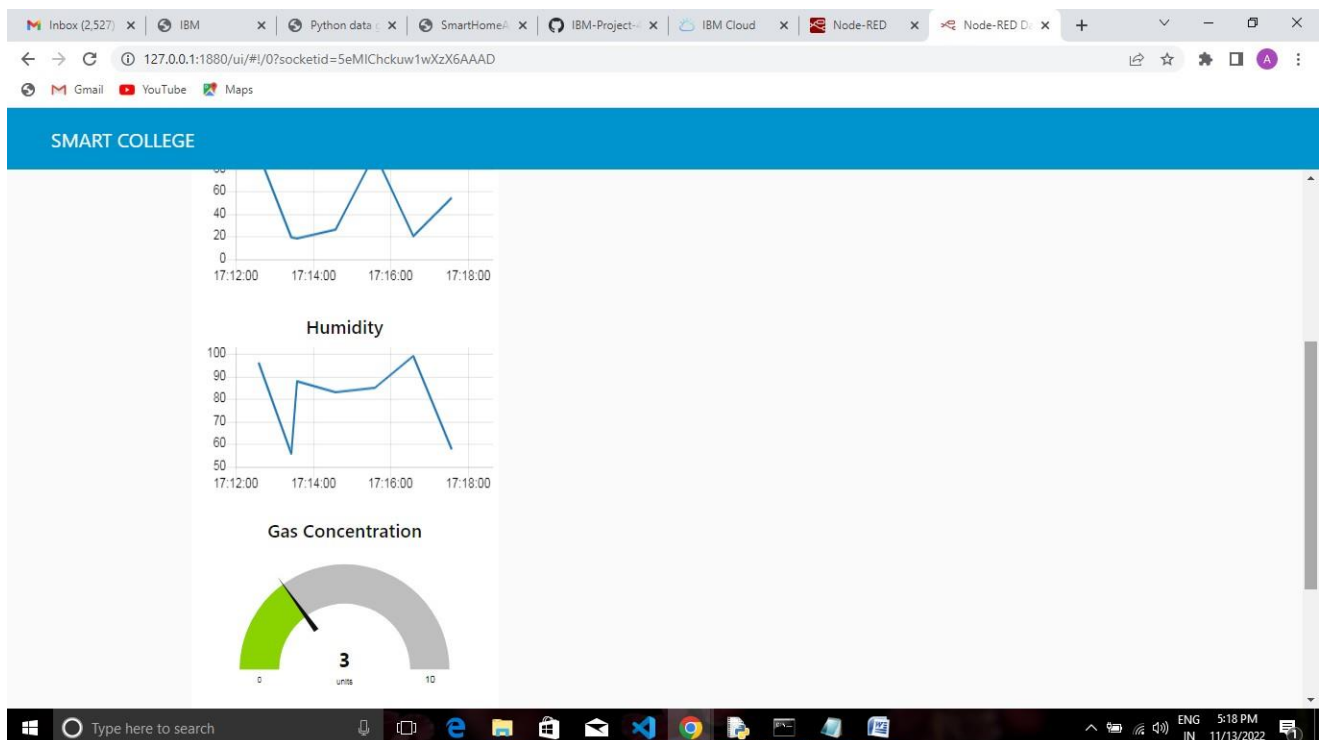 Inbox (2,527)
IBM
Python data g
SmartHomeA
IBM-Project-
IBM Cloud
Node-RED
Node-RED Da
127.0.0.1:1880/ui/#!/0?socketid=5eMIChckuw1wXzX6AAAD
A
Gmail YouTube Maps
SMART COLLEGE
60
40
20
0
17:12:00 17:14:00 17:16:00 17:18:00
Humidity
100
90
80
70
60
50
17:12:00 17:14:00 17:16:00 17:18:00
Gas Concentration
3
0 units 10
Type here to search
ENG 5:18 PM
IN 11/13/2022